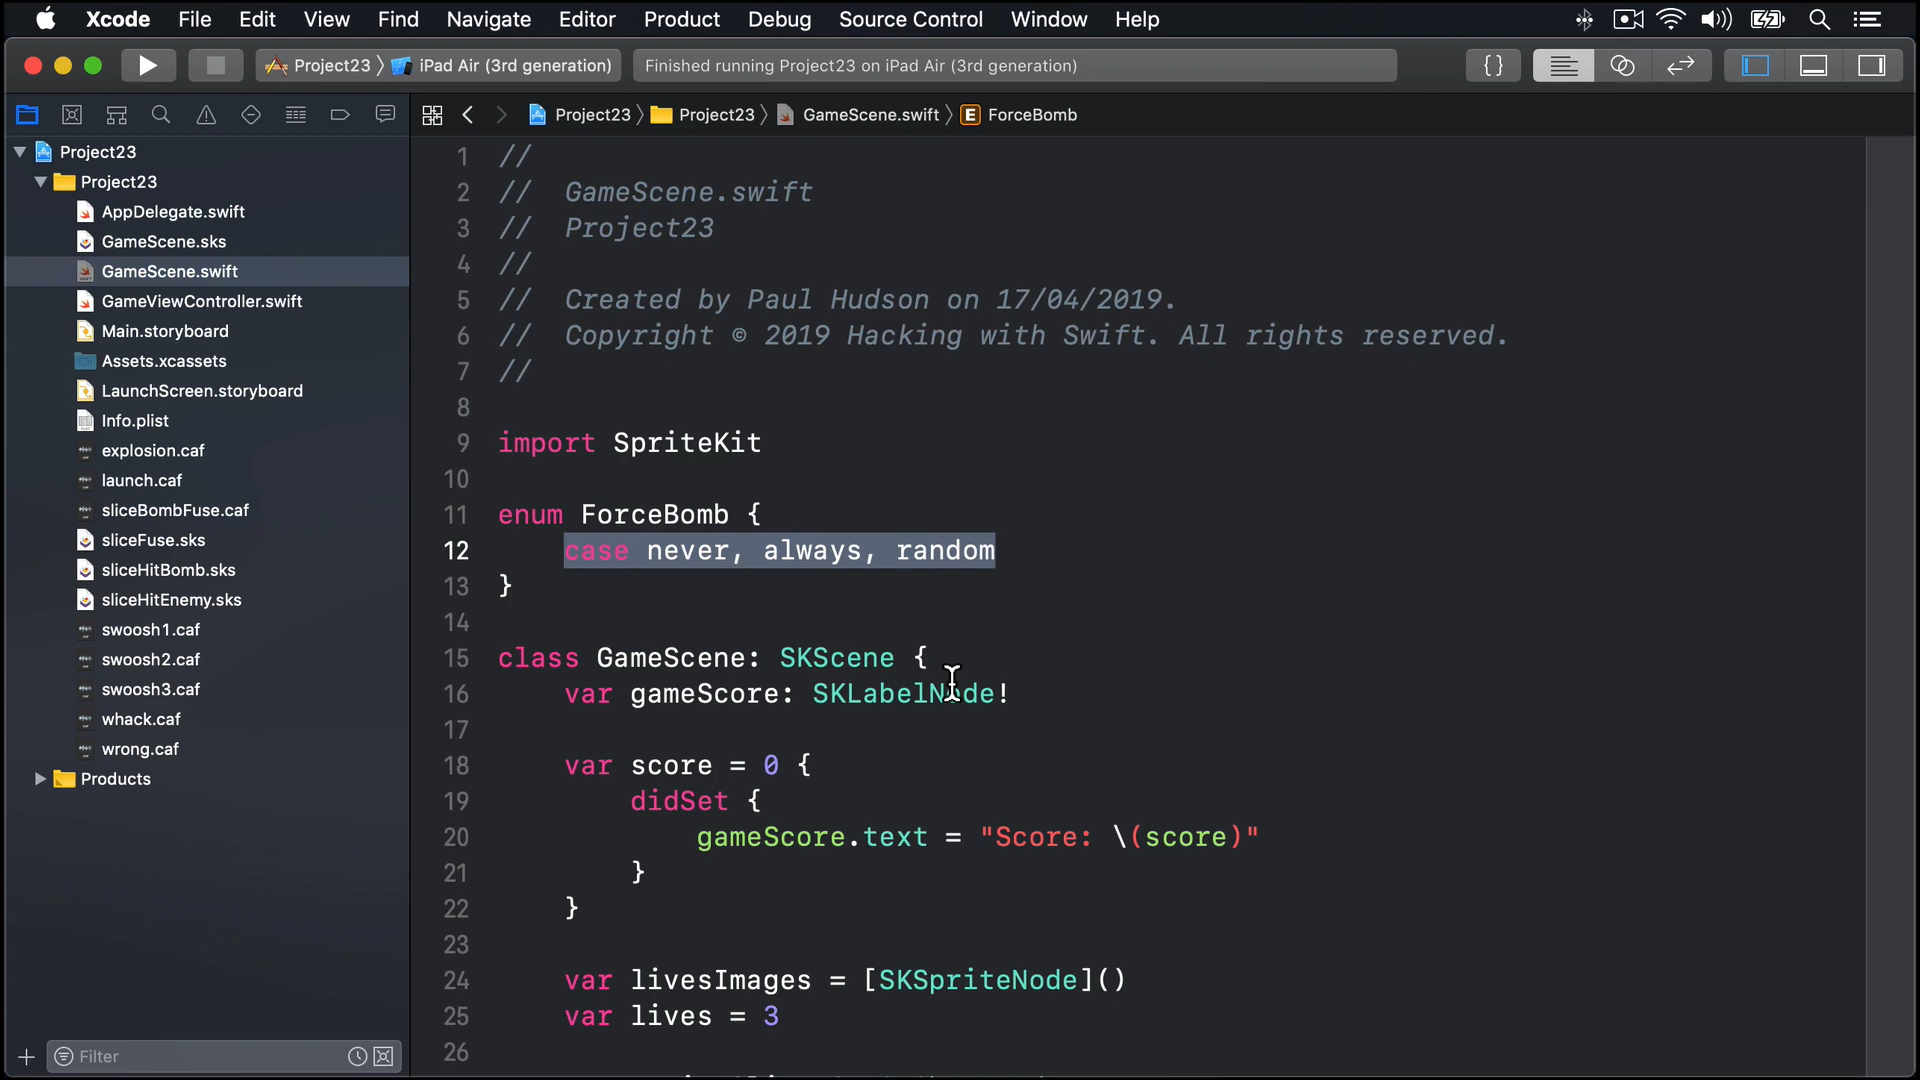 Xcode File Edit View Find Navigate Editor Product Debug Source Control Window Help
Project23 iPad Air (3rd generation) Finished running Project23 on iPad Air (3rd generation) {}
Project23 Project23 GameScene.swift E ForceBomb
Project23
Project23
AppDelegate.swift
GameScene.sks
GameScene.swift
GameViewController.swift
Main.storyboard
Assets.xcassets
LaunchScreen.storyboard
Info.plist
explosion.caf
launch.caf
sliceBombFuse.caf
sliceFuse.sks
sliceHitBomb.sks
sliceHitEnemy.sks
swoosh1.caf
swoosh2.caf
swoosh3.caf
whack.caf
wrong.caf
Products
Filter
1 //
2 // GameScene.swift
3 // Project23
4 //
5 // Created by Paul Hudson on 17/04/2019.
6 // Copyright © 2019 Hacking with Swift. All rights reserved.
7 //
8
9 import SpriteKit
10
11 enum ForceBomb {
12 case never, always, random
13 }
14
15 class GameScene: SKScene {
16 var gameScore: SKLabelNode!
17
18 var score = 0 {
19 didSet {
20 gameScore.text = "Score: \(score)"
21 }
22 }
23
24 var livesImages = [SKSpriteNode]()
25 var lives = 3
26